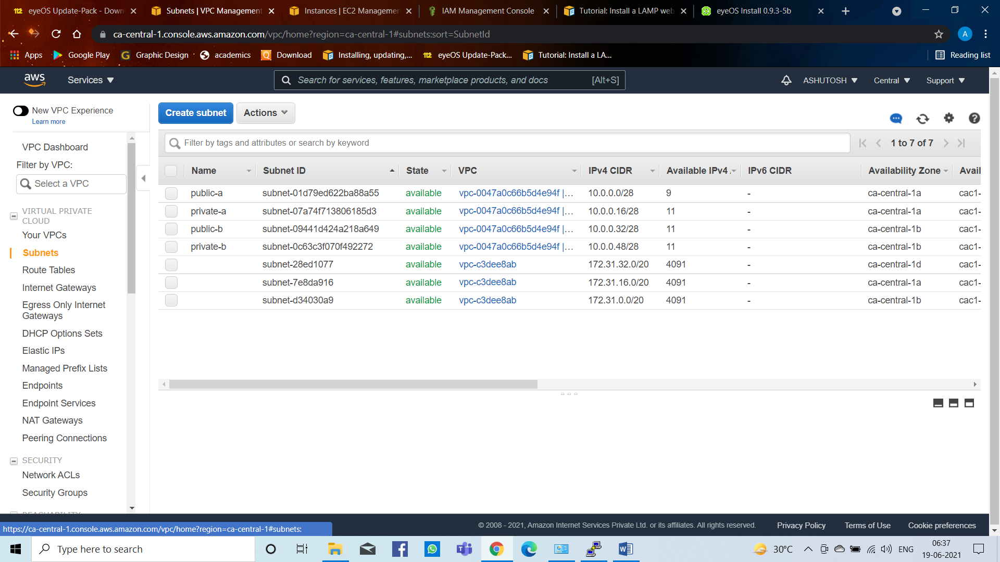 eyeOS Update-Pack - Down
Subnets | VPC Management
Instances | EC2 Managemen
IAM Management Console
Tutorial: Install a LAMP web
eyeOS Install 0.9.3-5b
ca-central-1.console.aws.amazon.com/vpc/home?region=ca-central-1#subnets:sort=SubnetId
A
Apps
Google Play
Graphic Design
academics
Download
Installing, updating,...
eyeOS Update-Pack...
Tutorial: Install a LA...
Reading list
aws
Services
Search for services, features, marketplace products, and docs [Alt+S]
ASHUTOSH
Central
Support
New VPC Experience
Learn more
VPC Dashboard
Filter by VPC:
Select a VPC
VIRTUAL PRIVATE
CLOUD
Your VPCs
Subnets
Route Tables
Internet Gateways
Egress Only Internet
Gateways
DHCP Options Sets
Elastic IPs
Managed Prefix Lists
Endpoints
Endpoint Services
NAT Gateways
Peering Connections
SECURITY
Network ACLs
Security Groups
Create subnet
Actions
Filter by tags and attributes or search by keyword
1 to 7 of 7
Name Subnet ID State VPC IPv4 CIDR Available IPv4 IPv6 CIDR Availability Zone Avail
public-a subnet-01d79ed622ba88a55 available vpc-0047a0c66b5d4e94f |... 10.0.0.0/28 9 - ca-central-1a cac1-
private-a subnet-07a74f713806185d3 available vpc-0047a0c66b5d4e94f |... 10.0.0.16/28 11 - ca-central-1a cac1-
public-b subnet-09441d424a218a649 available vpc-0047a0c66b5d4e94f |... 10.0.0.32/28 11 - ca-central-1b cac1-
private-b subnet-0c63c3f070f492272 available vpc-0047a0c66b5d4e94f |... 10.0.0.48/28 11 - ca-central-1b cac1-
subnet-28ed1077 available vpc-c3dee8ab 172.31.32.0/20 4091 - ca-central-1d cac1-
subnet-7e8da916 available vpc-c3dee8ab 172.31.16.0/20 4091 - ca-central-1a cac1-
subnet-d34030a9 available vpc-c3dee8ab 172.31.0.0/20 4091 - ca-central-1b cac1-
https://ca-central-1.console.aws.amazon.com/vpc/home?region=ca-central-1#subnets:
© 2008 - 2021, Amazon Internet Services Private Ltd. or its affiliates. All rights reserved.
Privacy Policy
Terms of Use
Cookie preferences
Type here to search
30°C
ENG
06:37
19-06-2021